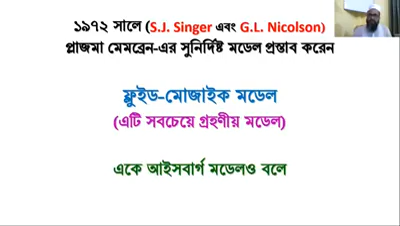 ১৯৭২ সালে (S.J. Singer এবং G.L. Nicolson)
প্লাজমা মেমব্রেন-এর সুনির্দিষ্ট মডেল প্রস্তাব করেন
ফ্লুইড-মোজাইক মডেল
(এটি সবচেয়ে গ্রহণীয় মডেল)
একে আইসবার্গ মডেলও বলে